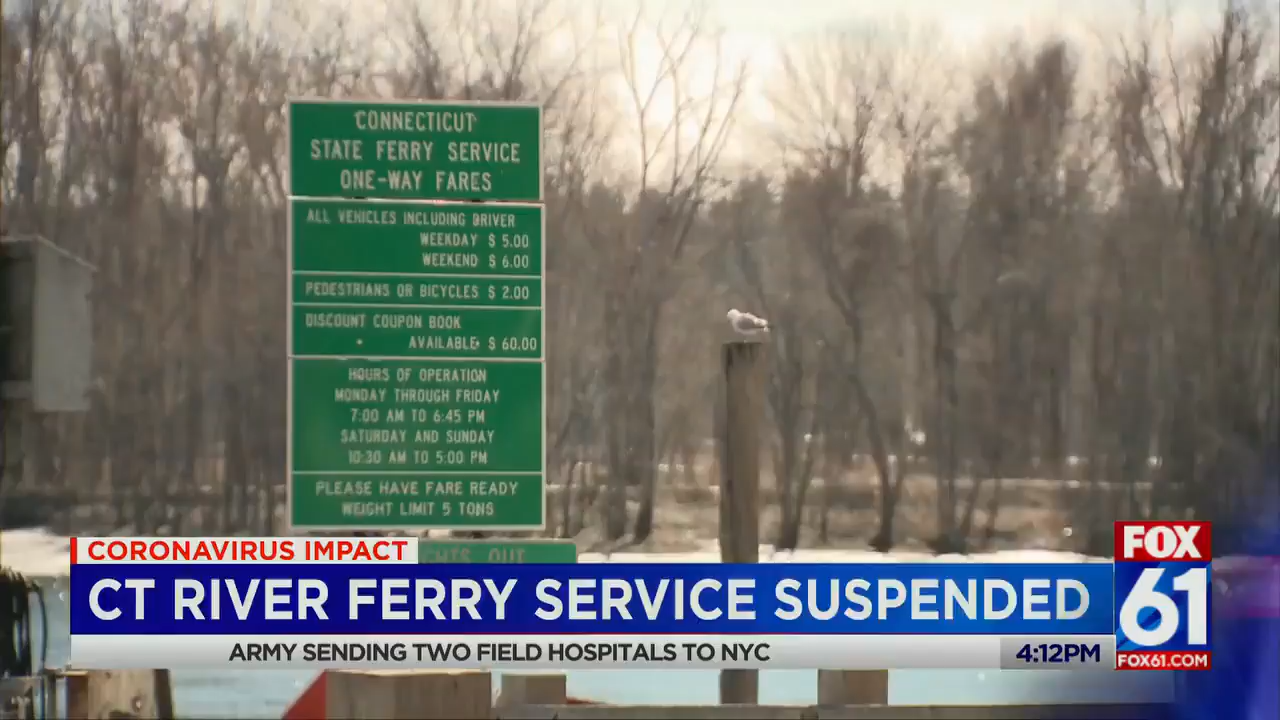 CONNECTICUT
STATE FERRY SERVICE
ONE-WAY FARES
ALL VEHICLES INCLUDING DRIVER
WEEKDAY $ 5.00
WEEKEND $ 6.00
PEDESTRIANS OR BICYCLES $ 2.00
DISCOUNT COUPON BOOK
AVAILABLE $ 60.00
HOURS OF OPERATION
MONDAY THROUGH FRIDAY
7:00 AM TO 6:45 PM
SATURDAY AND SUNDAY
10:30 AM TO 5:00 PM
PLEASE HAVE FARE READY
WEIGHT LIMIT 5 TONS
OUT
CORONAVIRUS IMPACT
CT RIVER FERRY SERVICE SUSPENDED
ARMY SENDING TWO FIELD HOSPITALS TO NYC
4:12PM
FOX
61
FOX61.COM